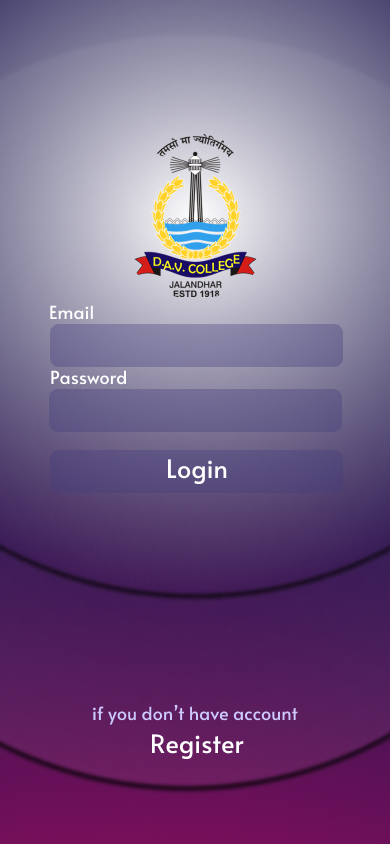 तमसो मा ज्योतिर्गमय
D.A.V. COLLEGE
JALANDHAR
ESTD 1918
Email
Password
Login
if you don't have account
Register